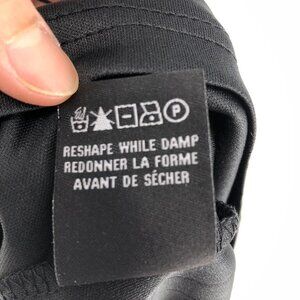 P
RESHAPE WHILE DAMP
REDONNER LA FORME
AVANT DE SÉCHER